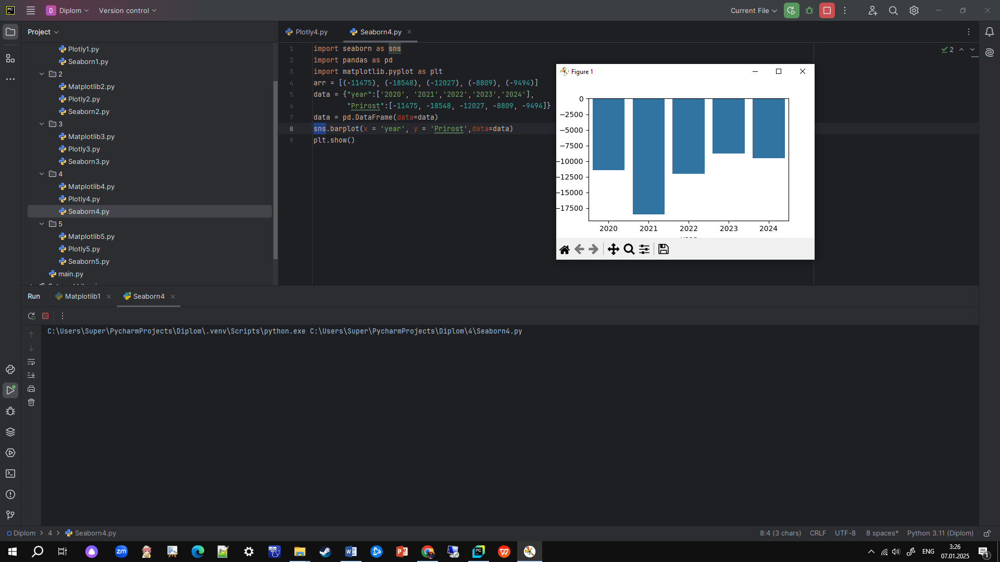 Diplom
Version control
Current File
Project
Plotly1.py
Seaborn1.py
2
Matplotlib2.py
Plotly2.py
Seaborn2.py
3
Matplotlib3.py
Plotly3.py
Seaborn3.py
4
Matplotlib4.py
Plotly4.py
Seaborn4.py
5
Matplotlib5.py
Plotly5.py
Seaborn5.py
main.py
Plotly4.py
Seaborn4.py
1 import seaborn as sns
2 import pandas as pd
3 import matplotlib.pyplot as plt
4 arr = [(-11475), (-18548), (-12027), (-8809), (-9494)]
5 data = {"year":['2020', '2021','2022','2023','2024'],
6 "Prirost":[-11475, -18548, -12027, -8809, -9494]}
7 data = pd.DataFrame(data=data)
8 sns.barplot(x = 'year', y = 'Prirost',data=data)
9 plt.show()
2
Figure 1
0
−2500
−5000
−7500
−10000
−12500
−15000
−17500
2020 2021 2022 2023 2024
Run
Matplotlib1
Seaborn4
C:\Users\Super\PycharmProjects\Diplom\.venv\Scripts\python.exe C:\Users\Super\PycharmProjects\Diplom\4\Seaborn4.py
Diplom
4
Seaborn4.py
8:4 (3 chars)
CRLF
UTF-8
8 spaces*
Python 3.11 (Diplom)
ENG
3:26
07.01.2025
1